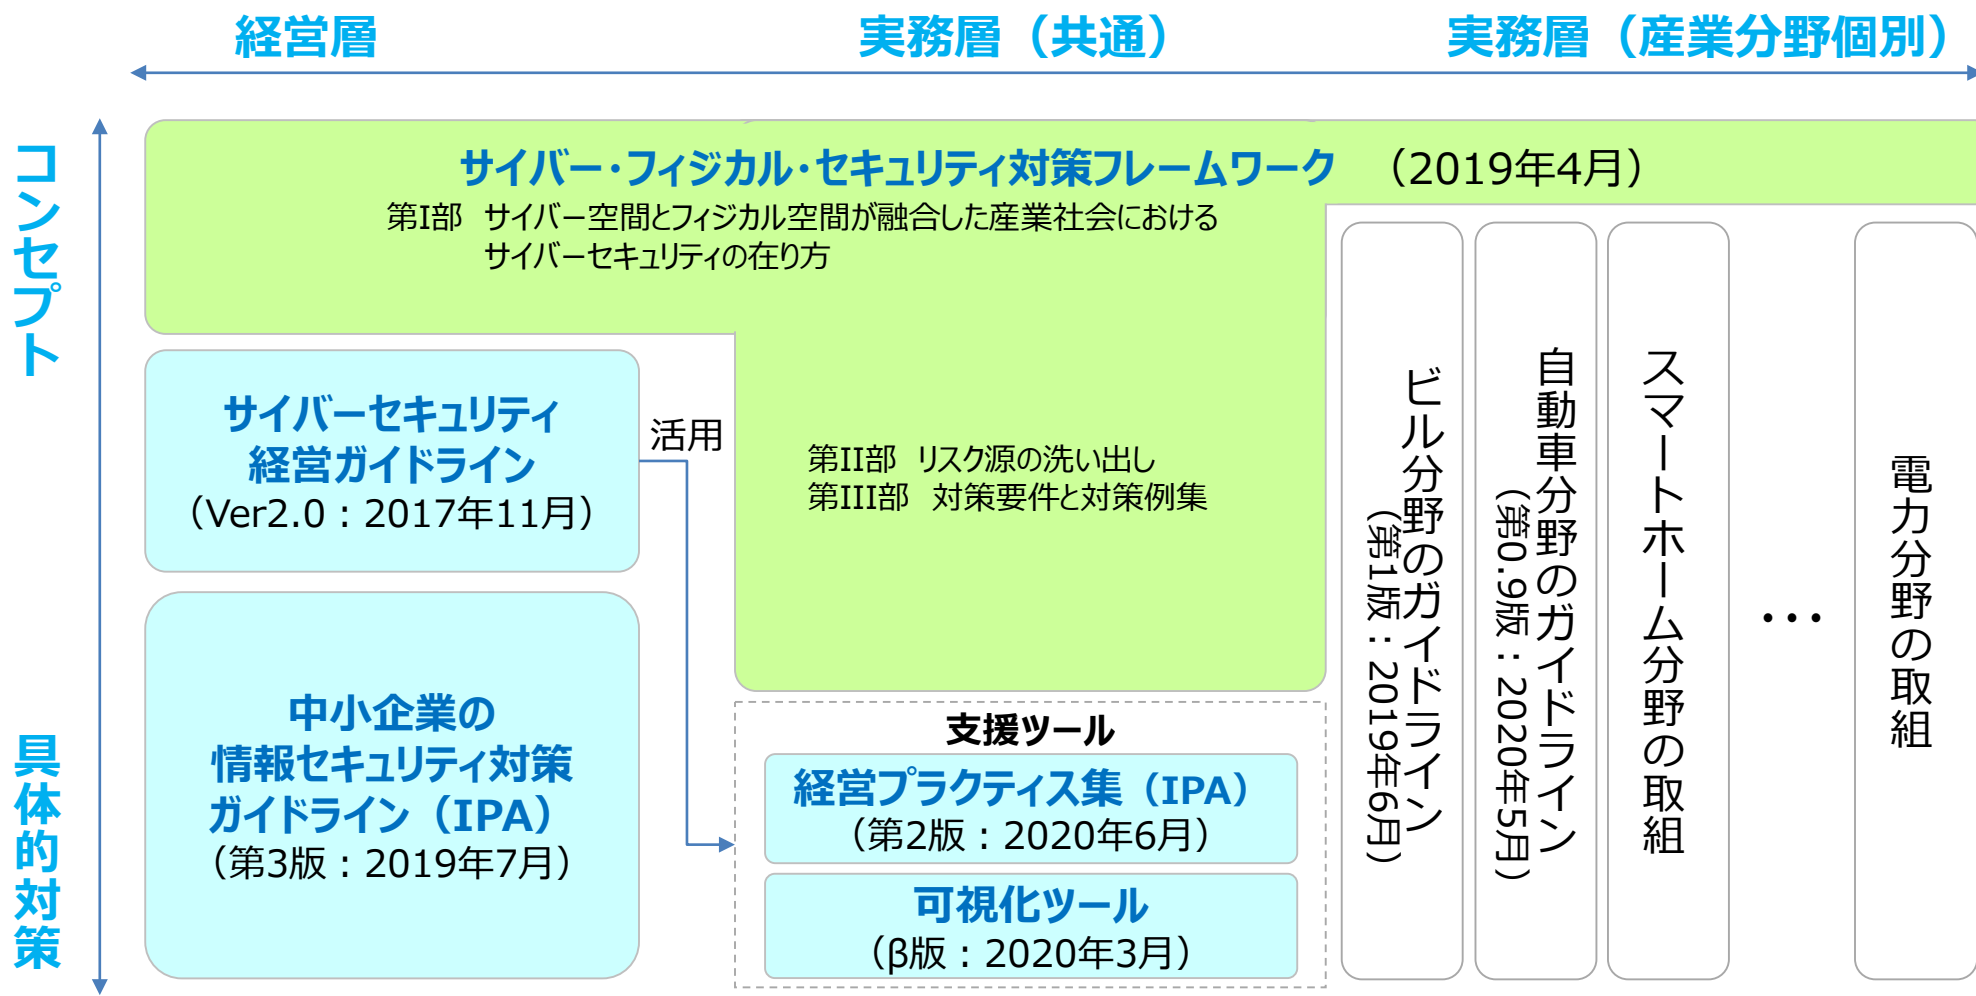 経営層
実務層（共通）
実務層（産業分野個別）
コンセプト
具体的対策
サイバー・フィジカル・セキュリティ対策フレームワーク （2019年4月）
第I部 サイバー空間とフィジカル空間が融合した産業社会における
サイバーセキュリティの在り方
サイバーセキュリティ
経営ガイドライン
（Ver2.0：2017年11月）
活用
第II部 リスク源の洗い出し
第III部 対策要件と対策例集
中小企業の
情報セキュリティ対策
ガイドライン（IPA）
（第3版：2019年7月）
支援ツール
経営プラクティス集（IPA）
（第2版：2020年6月）
可視化ツール
（β版：2020年3月）
ビル分野のガイドライン
（第1版：2019年6月）
自動車分野のガイドライン
（第0.9版：2020年5月）
スマートホーム分野の取組
・・・
電力分野の取組